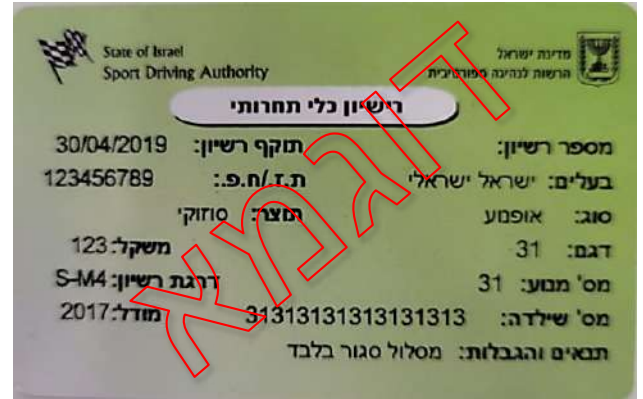 State of Israel
Sport Driving Authority
מדינת ישראל
הרשות לנהיגה ספורטיבית
רישיון כלי תחרותי
מספר רשיון: תוקף רשיון: 30/04/2019
בעלים: ישראל ישראלי ת.ז./ח.פ.: 123456789
סוג: אופנוע תוצר: סוזוקי
דגם: 31 משקל: 123
מס' מנוע: 31 דרגת רשיון: S-M4
מס' שילדה: 31313131313131313 מודל: 2017
תנאים והגבלות: מסלול סגור בלבד
דוגמא